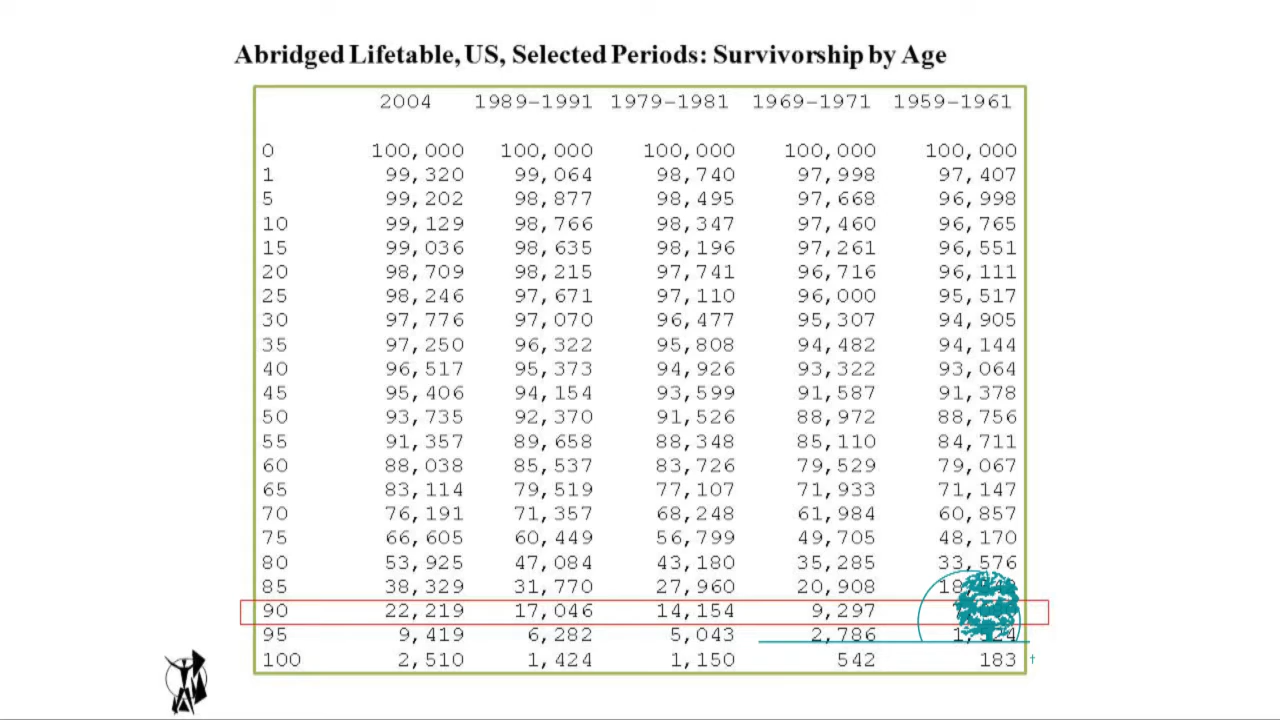 Abridged Lifetable, US, Selected Periods: Survivorship by Age
2004 1989-1991 1979-1981 1969-1971 1959-1961
0 100,000 100,000 100,000 100,000 100,000
1 99,320 99,064 98,740 97,998 97,407
5 99,202 98,877 98,495 97,668 96,998
10 99,129 98,766 98,347 97,460 96,765
15 99,036 98,635 98,196 97,261 96,551
20 98,709 98,215 97,741 96,716 96,111
25 98,246 97,671 97,110 96,000 95,517
30 97,776 97,070 96,477 95,307 94,905
35 97,250 96,322 95,808 94,482 94,144
40 96,517 95,373 94,926 93,322 93,064
45 95,406 94,154 93,599 91,587 91,378
50 93,735 92,370 91,526 88,972 88,756
55 91,357 89,658 88,348 85,110 84,711
60 88,038 85,537 83,726 79,529 79,067
65 83,114 79,519 77,107 71,933 71,147
70 76,191 71,357 68,248 61,984 60,857
75 66,605 60,449 56,799 49,705 48,170
80 53,925 47,084 43,180 35,285 33,576
85 38,329 31,770 27,960 20,908
90 22,219 17,046 14,154 9,297
95 9,419 6,282 5,043 2,786
100 2,510 1,424 1,150 542 183 †